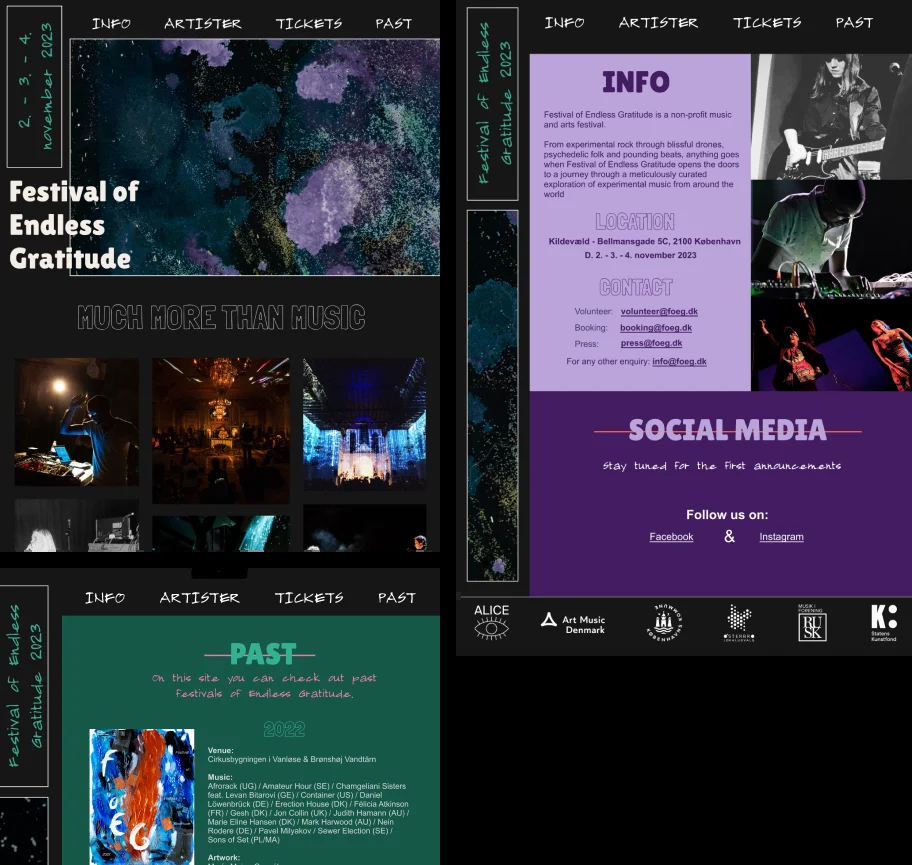 2. - 3. - 4.
november 2023
INFO ARTISTER TICKETS PAST
Festival of
Endless
Gratitude
MUCH MORE THAN MUSIC
Festival of Endless
Gratitude 2023
INFO ARTISTER TICKETS PAST
INFO
Festival of Endless Gratitude is a non-profit music
and arts festival.
From experimental rock through blissful drones,
psychedelic folk and pounding beats, anything goes
when Festival of Endless Gratitude opens the doors
to a journey through a meticulously curated
exploration of experimental music from around the
world
LOCATION
Kildevæld - Bellmansgade 5C, 2100 København
D. 2. - 3. - 4. november 2023
CONTACT
Volunteer: volunteer@foeg.dk
Booking: booking@foeg.dk
Press: press@foeg.dk
For any other enquiry: info@foeg.dk
SOCIAL MEDIA
Stay tuned for the first announcements
Follow us on:
Facebook & Instagram
ALICE
Art Music
Denmark
KØBENHAVNS KOMMUNE
ØSTERBRO
LOKALUDVALG
MUSIK I
FORENING
BU
SK
K:
Statens
Kunstfond
Festival of Endless
Gratitude 2023
INFO ARTISTER TICKETS PAST
PAST
On this site you can check out past
festivals of Endless Gratitude.
2022
Venue:
Cirkusbygningen i Vanløse & Brønshøj Vandtårn
Music:
Afrorack (UG) / Amateur Hour (SE) / Chamgeliani Sisters
feat. Levan Bitarovi (GE) / Container (US) / Daniel
Löwenbrück (DE) / Erection House (DK) / Félicia Atkinson
(FR) / Gesh (DK) / Jon Collin (UK) / Judith Hamann (AU) /
Marie Eline Hansen (DK) / Mark Harwood (AU) / Nein
Rodere (DE) / Pavel Milyakov / Sewer Election (SE) /
Sons of Set (PL/MA)
Artwork: